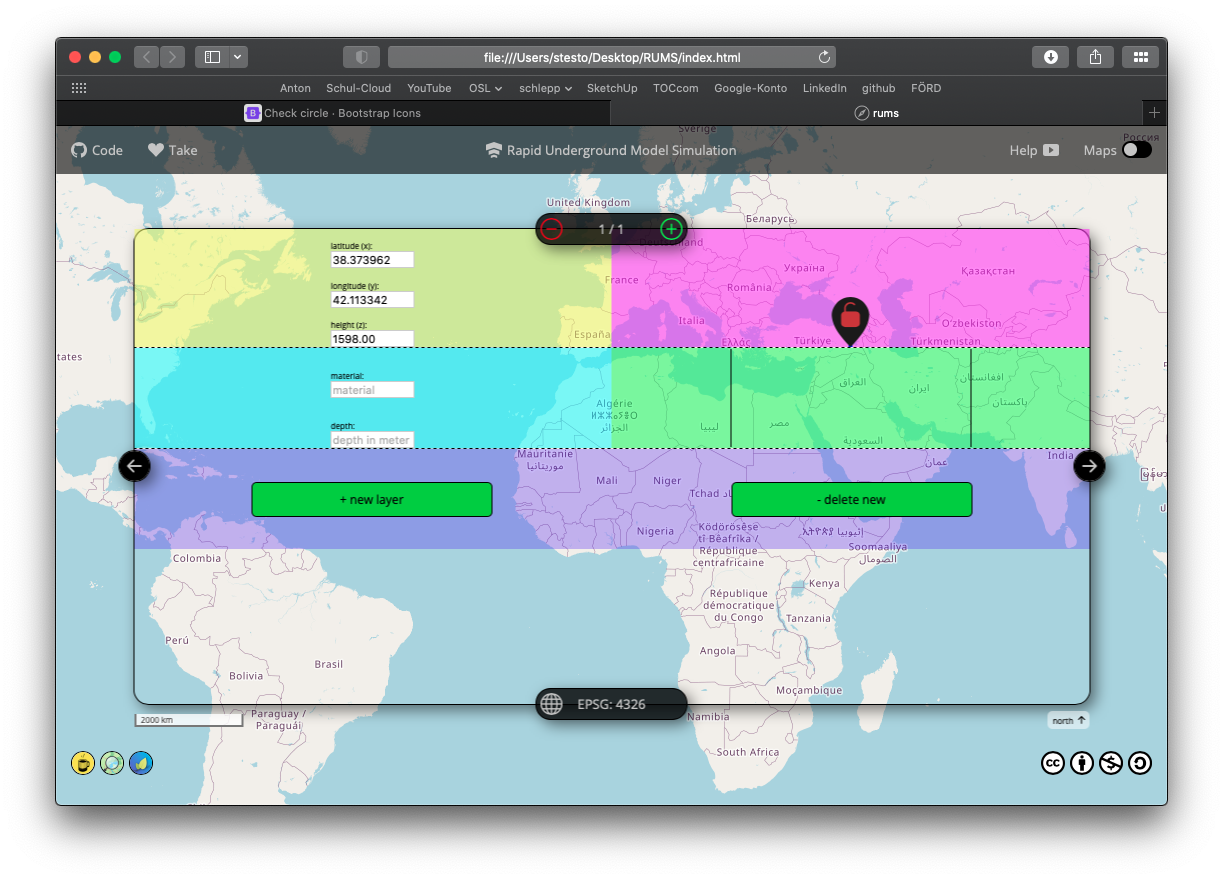 file:///Users/stesto/Desktop/RUMS/index.html
Anton Schul-Cloud YouTube OSL schlepp SketchUp TOCcom Google-Konto LinkedIn github FÖRD
B Check circle · Bootstrap Icons
rums
Sverige
Россия
Code Take
Rapid Underground Model Simulation
Help Maps
United Kingdom
Беларусь
1 / 1
Deutschland
latitude (x):
38.373962
Україна
Қазақстан
France
România
longitude (y):
42.113342
Italia
O'zbekiston
height (z):
1598.00
España
Ελλάς
Türkiye
Türkmenistan
tates
material:
material
العراق
ايران
افغانستان
پاکستان
Algérie
ⵍⵣⵣⴰⵢⴻⵔ
الجزائر
ليبيا
مصر
depth:
depth in meter
السعودية
Mauritanie
موريتانيا
عمان
India
Mali
Niger
Tchad
+ new layer
- delete new
Nigeria
Ködörösêse
tî Bêafrîka /
République
centrafricaine
ኢትዮጵያ إثيوبيا
Soomaaliya
الصومال
Colombia
Kenya
République
démocratique
du Congo
Tanzania
Perú
Brasil
Angola
Bolivia
Moçambique
EPSG: 4326
2000 km
Paraguay /
Paraguái
Namibia
north ↑
South Africa
cc